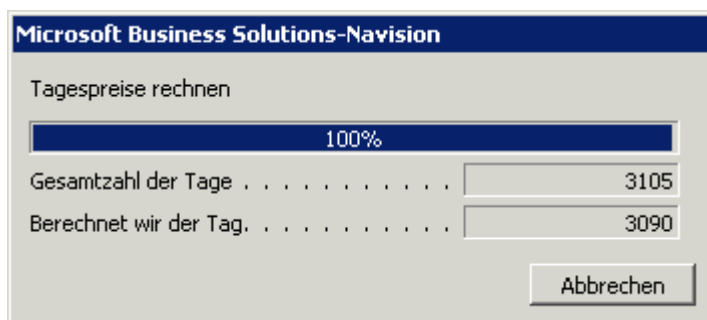 Microsoft Business Solutions-Navision
Tagespreise rechnen
100%
Gesamtzahl der Tage . . . . . . . . . . . 3105
Berechnet wir der Tag. . . . . . . . . . . 3090
Abbrechen